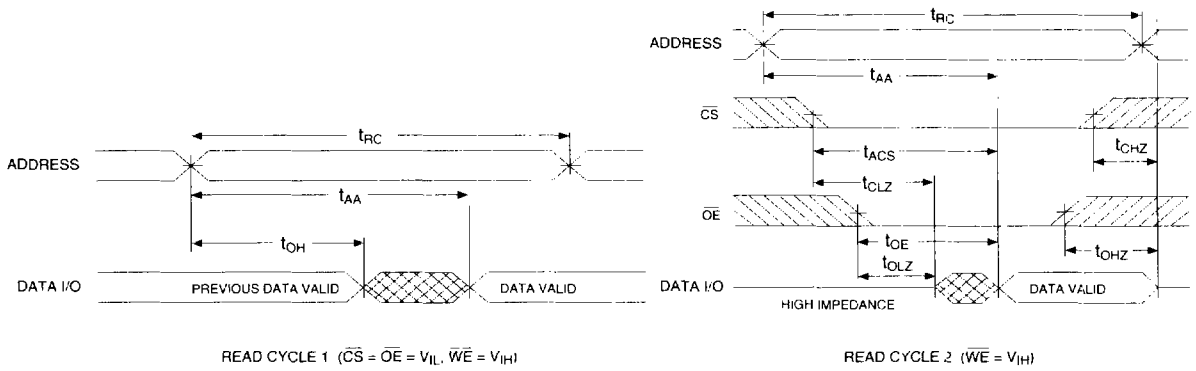 tRC
ADDRESS
tAA
tOH
DATA I/O
PREVIOUS DATA VALID
DATA VALID
READ CYCLE 1 (CS = OE = VIL, WE = VIH)
tRC
ADDRESS
tAA
CS
tCHZ
tACS
tCLZ
OE
tOE
tOHZ
tOLZ
DATA I/O
HIGH IMPEDANCE
DATA VALID
READ CYCLE 2 (WE = VIH)